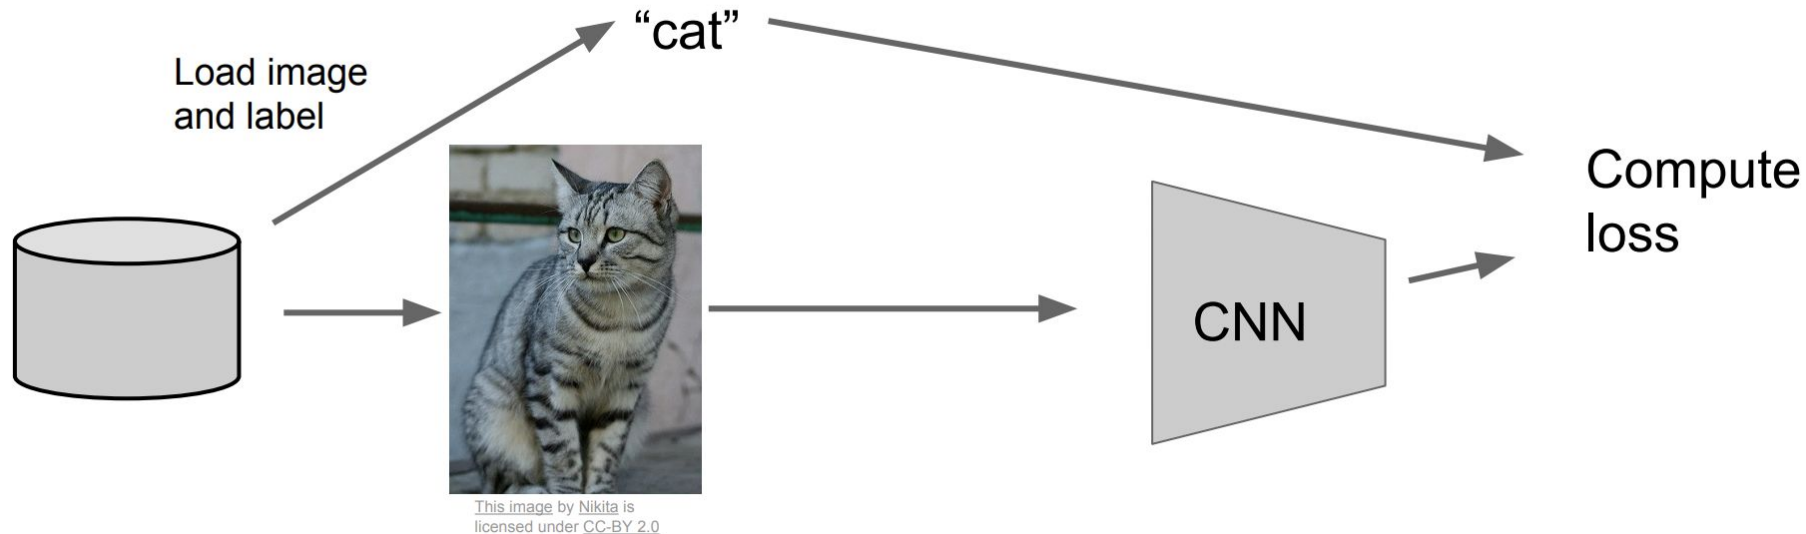 “cat”
Load image
and label
Compute
loss
CNN
This image by Nikita is
licensed under CC-BY 2.0